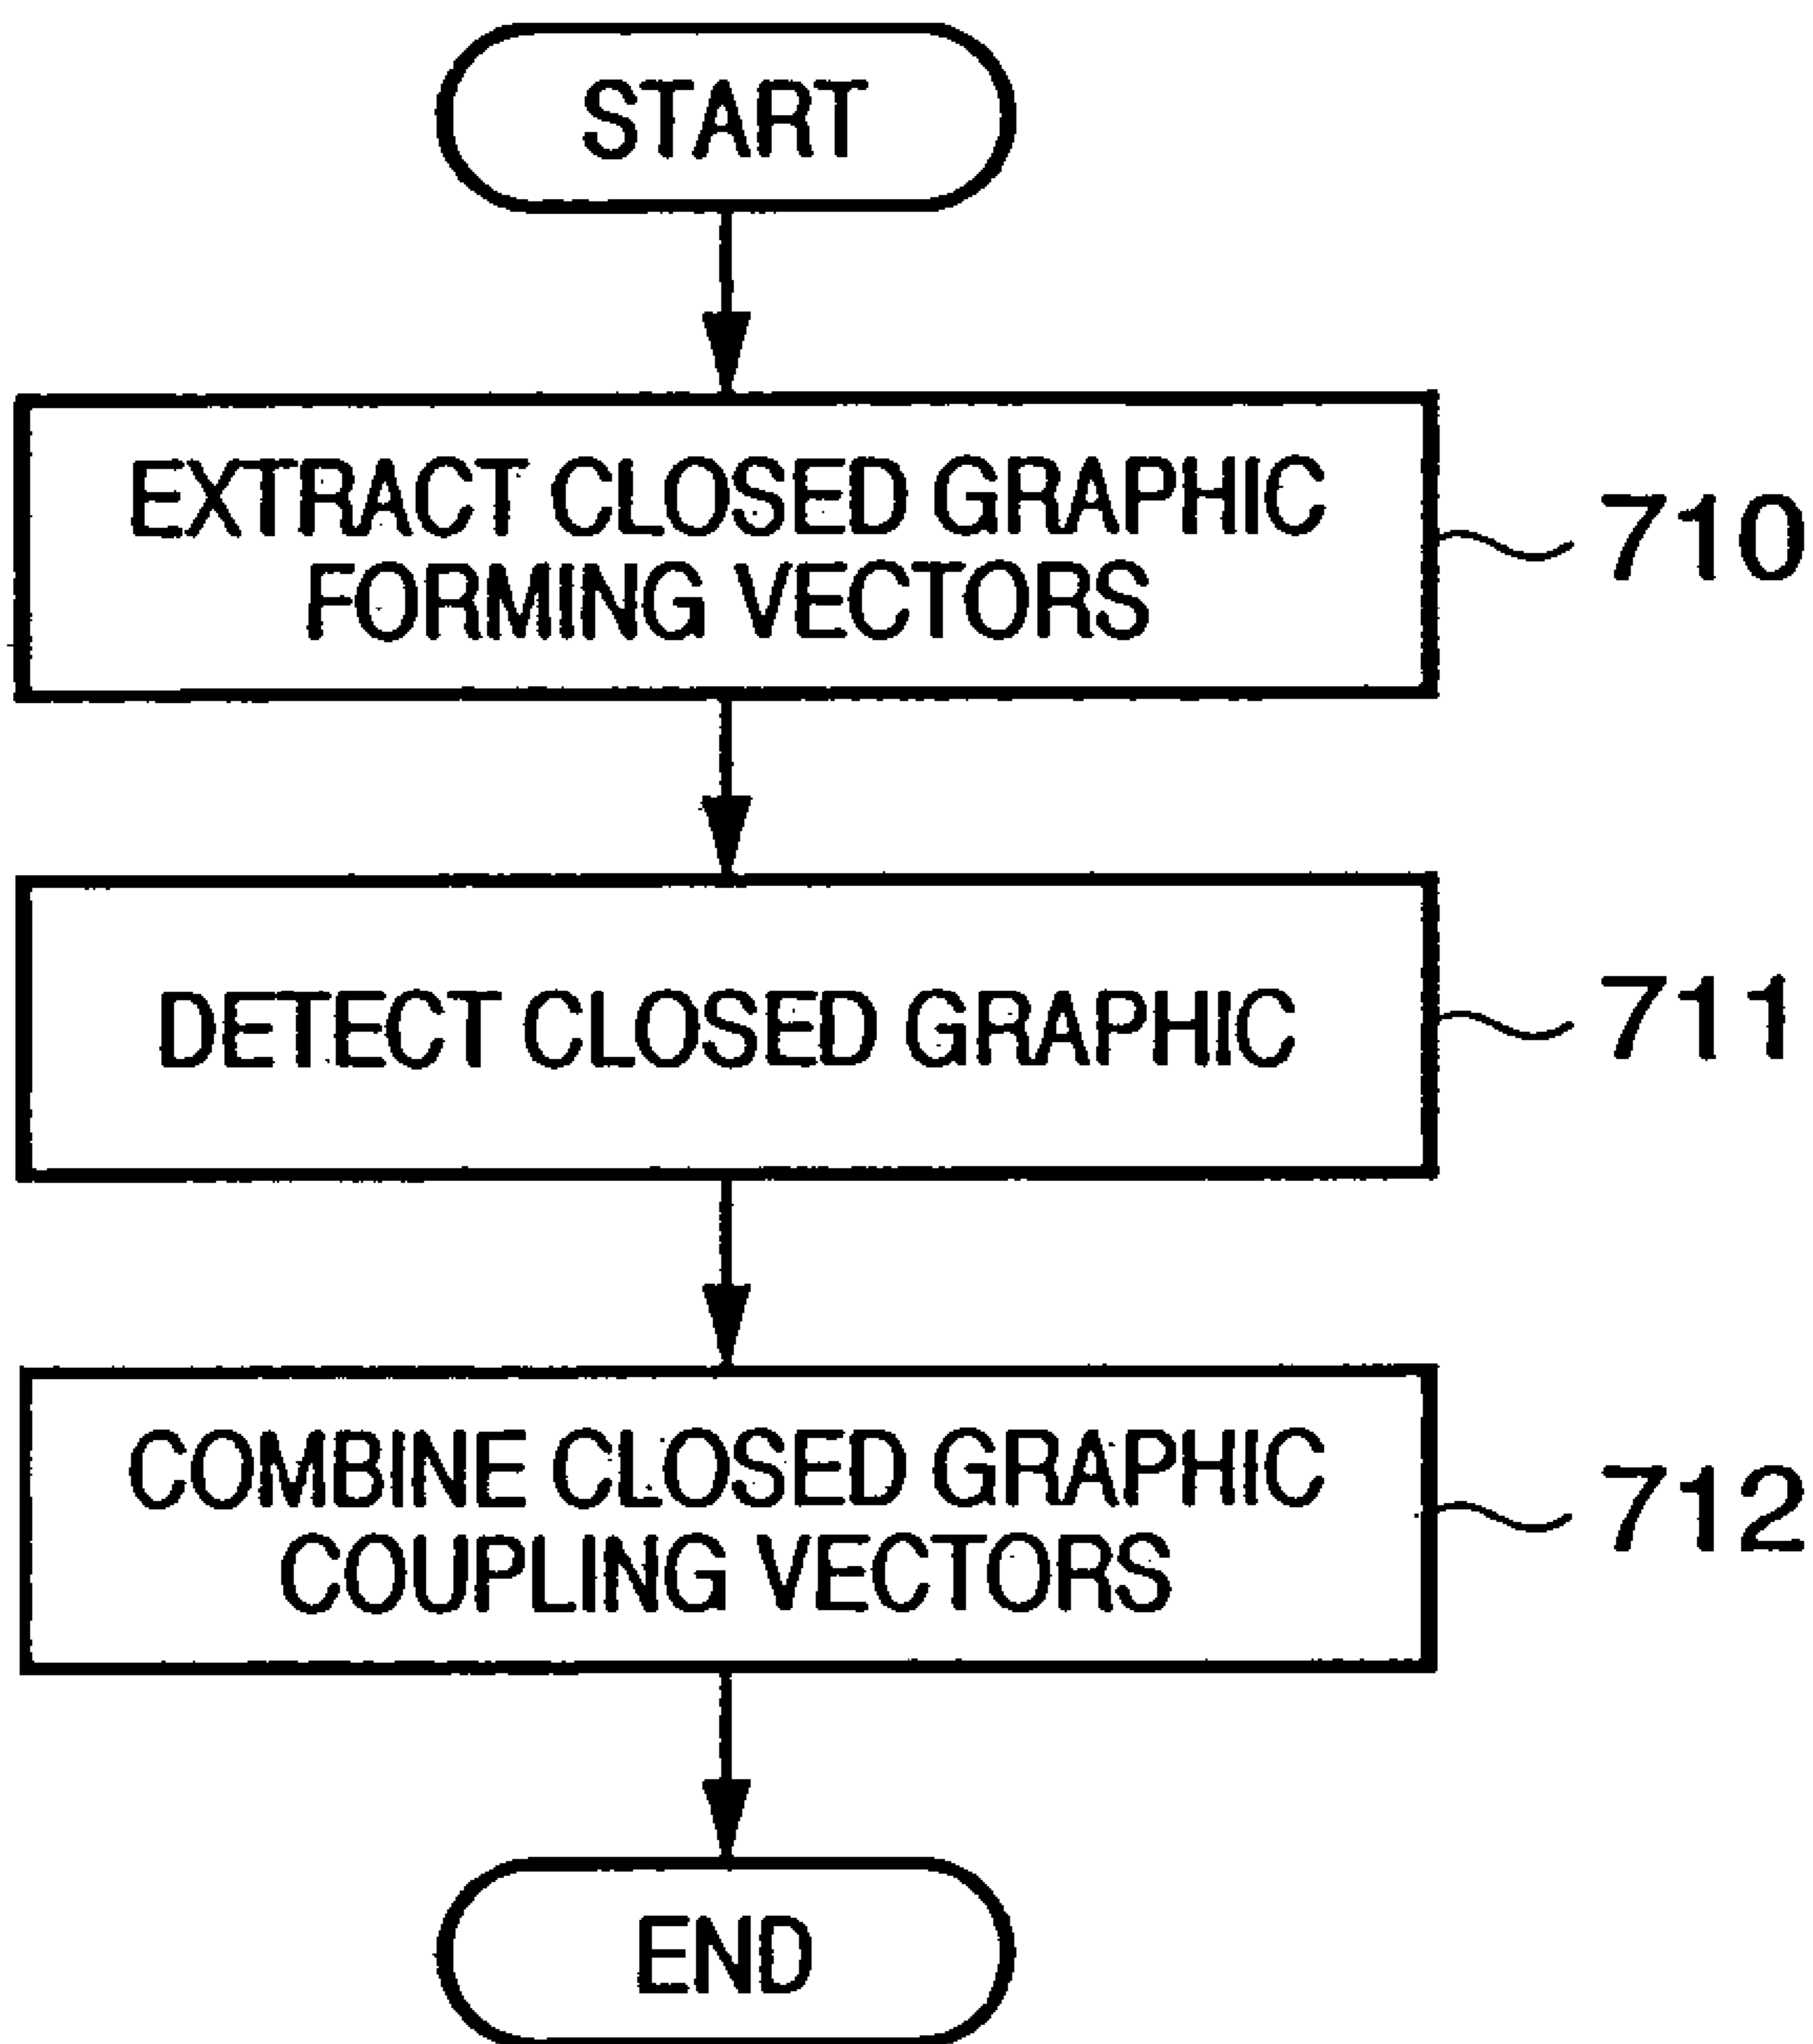 START
EXTRACT CLOSED GRAPHIC
FORMING VECTORS
710
DETECT CLOSED GRAPHIC
711
COMBINE CLOSED GRAPHIC
COUPLING VECTORS
712
END